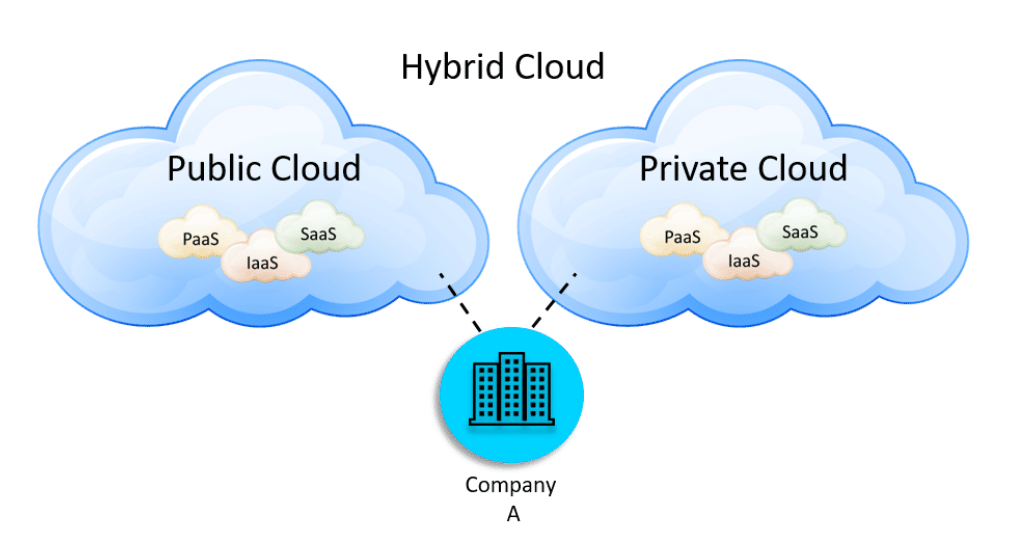 Hybrid Cloud
Public Cloud
PaaS
SaaS
IaaS
Private Cloud
PaaS
SaaS
IaaS
Company
A